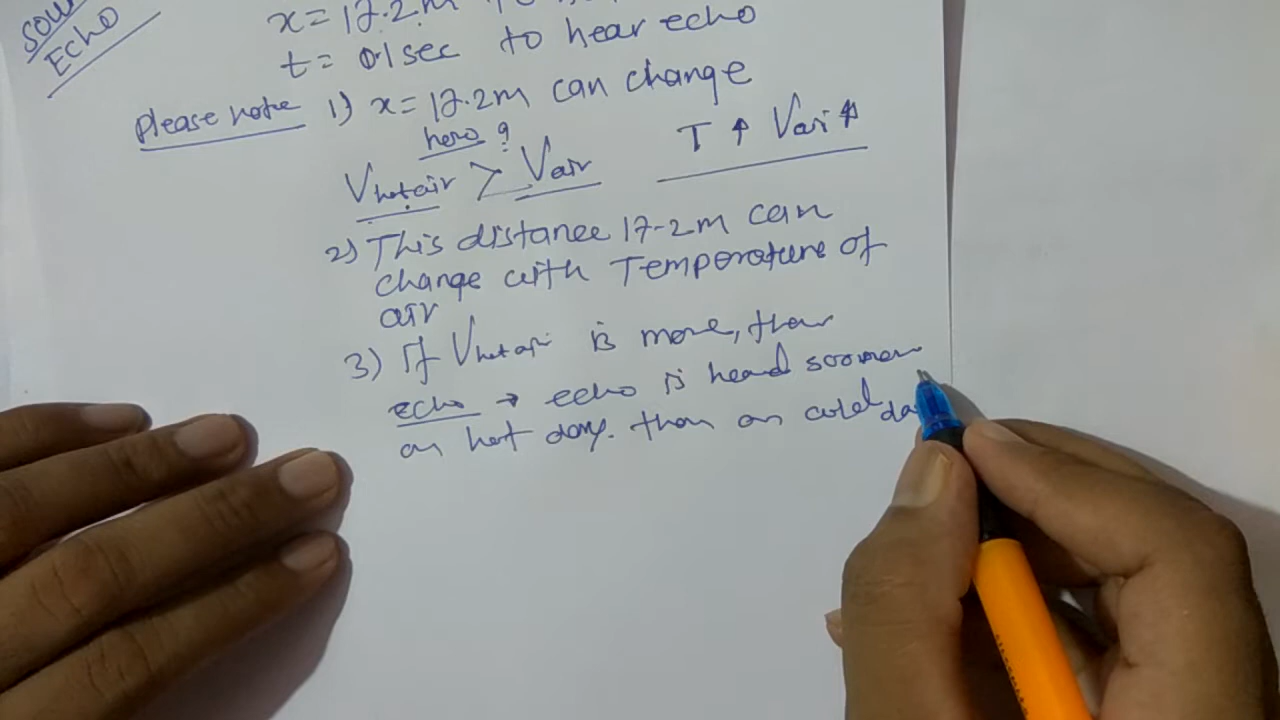 Sou
Echo
x = 17.2m
t = 0.1sec to hear echo
Please note 1) x = 17.2m can change
how?
Vhotair > Vair T ↑ Vair ↑
2) This distance 17.2m can
change with Temperature of
air
3) If Vhotair is more, then
echo → echo is heard sooner
on hot day. than on cold da